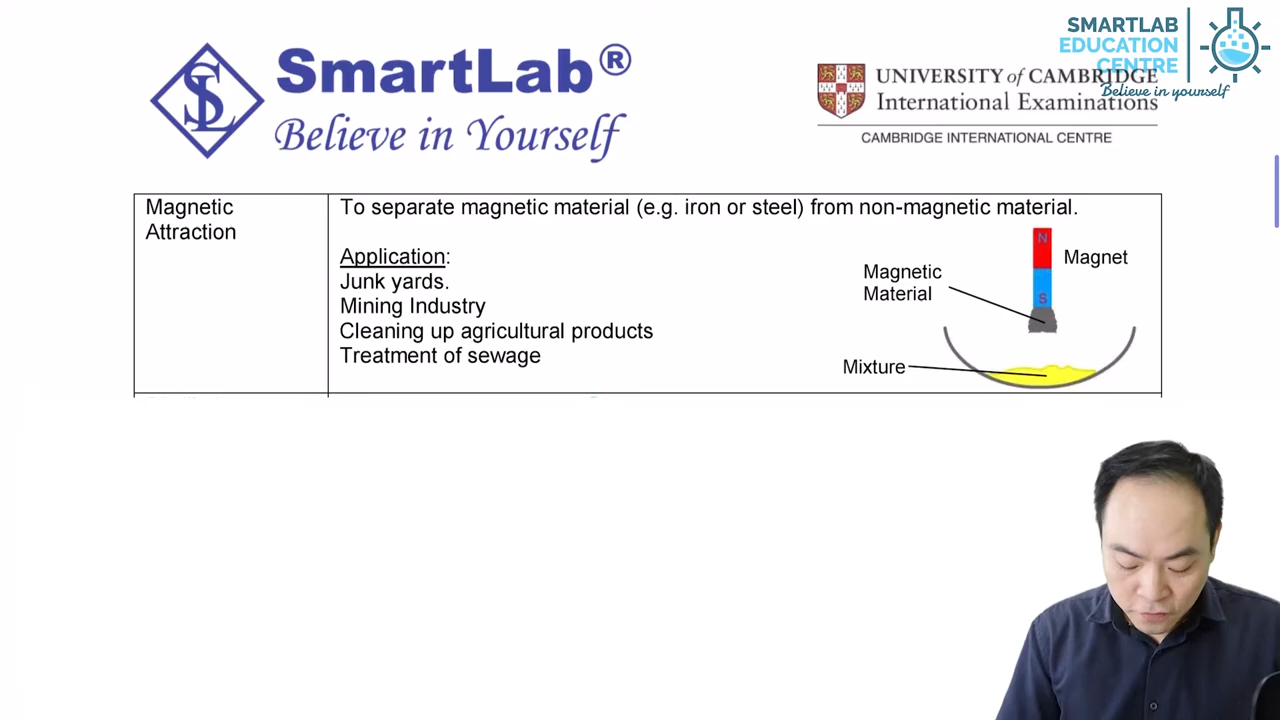 SMARTLAB
EDUCATION
CENTRE
Believe in yourself
SL
SmartLab®
Believe in Yourself
UNIVERSITY of CAMBRIDGE
International Examinations
CAMBRIDGE INTERNATIONAL CENTRE
Magnetic
Attraction
To separate magnetic material (e.g. iron or steel) from non-magnetic material.
Application:
Junk yards.
Mining Industry
Cleaning up agricultural products
Treatment of sewage
N
Magnet
Magnetic
Material
S
Mixture